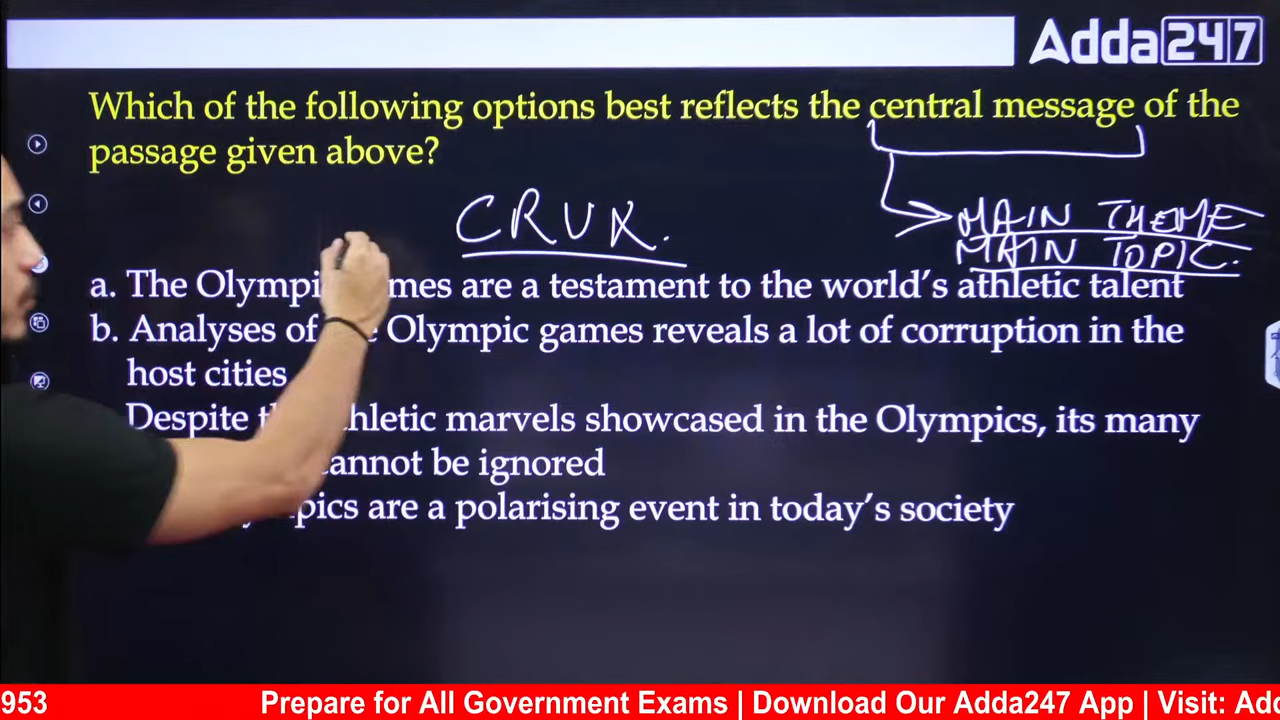 Adda247
Which of the following options best reflects the central message of the
passage given above?
CRUX.
MAIN THEME
MAIN TOPIC.
a. The Olympi mes are a testament to the world's athletic talent
b. Analyses of Olympic games reveals a lot of corruption in the
host cities
Despite hletic marvels showcased in the Olympics, its many
cannot be ignored
pics are a polarising event in today's society
953 Prepare for All Government Exams | Download Our Adda247 App | Visit: Add